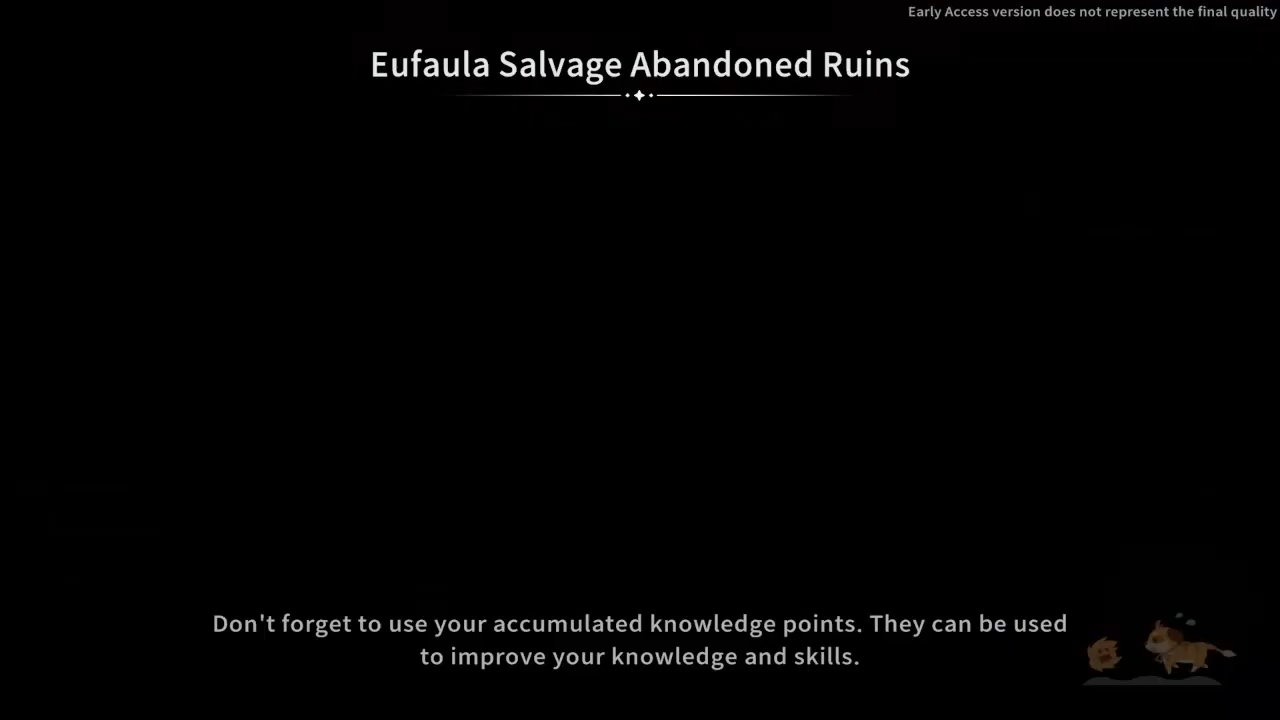 Early Access version does not represent the final quality
Eufaula Salvage Abandoned Ruins
Don't forget to use your accumulated knowledge points. They can be used
to improve your knowledge and skills.